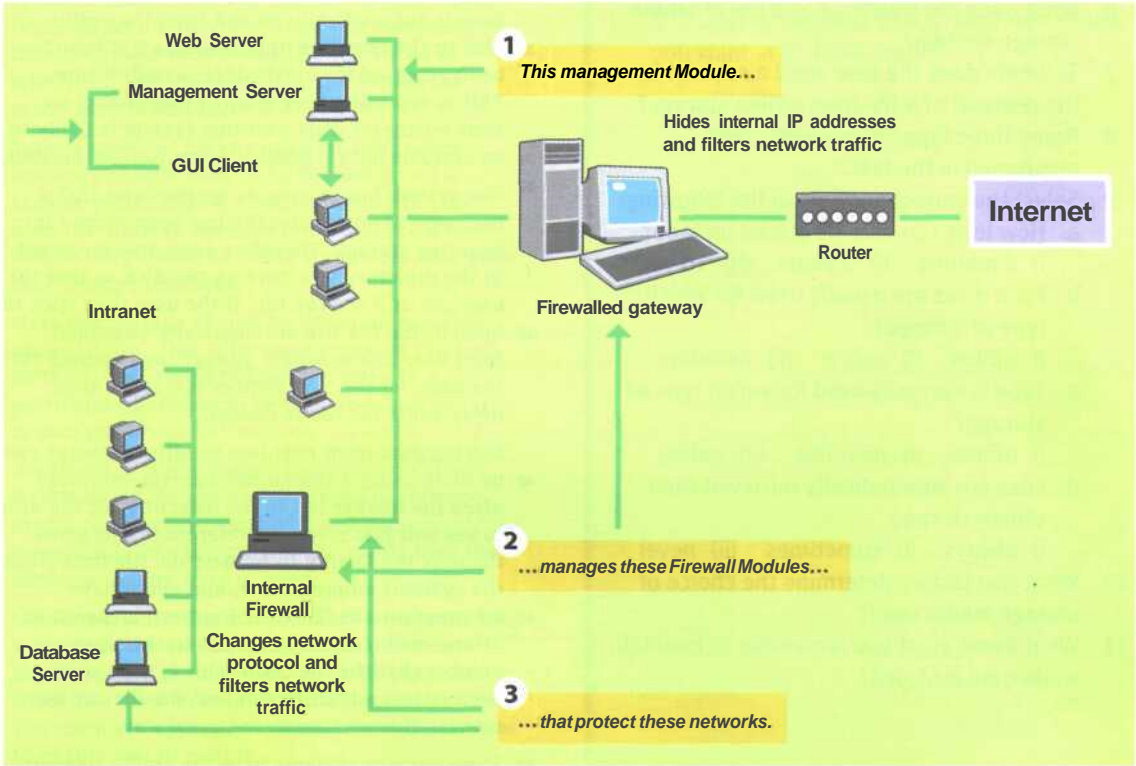 Web Server
1
This management Module...
Management Server
Hides internal IP addresses
and filters network traffic
GUI Client
Internet
Router
Firewalled gateway
Intranet
2
...manages these Firewall Modules...
Internal
Firewall
Changes network
protocol and
filters network
traffic
Database
Server
3
...that protect these networks.